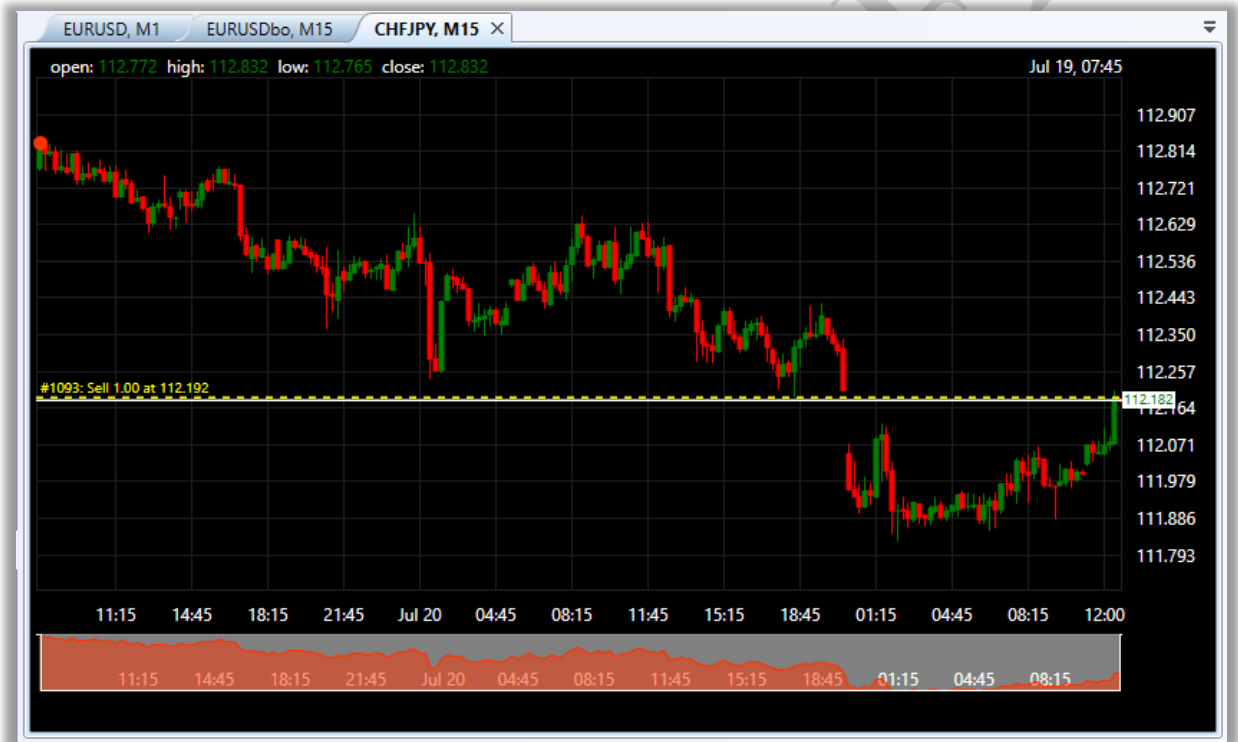 EURUSD, M1 EURUSDbo, M15 CHFJPY, M15
open: 112.772 high: 112.832 low: 112.765 close: 112.832 Jul 19, 07:45
112.907
112.814
112.721
112.629
112.536
112.443
112.350
112.257
#1093: Sell 1.00 at 112.192
112.182
112.164
112.071
111.979
111.886
111.793
11:15 14:45 18:15 21:45 Jul 20 04:45 08:15 11:45 15:15 18:45 01:15 04:45 08:15 12:00
11:15 14:45 18:15 21:45 Jul 20 04:45 08:15 11:45 15:15 18:45 01:15 04:45 08:15